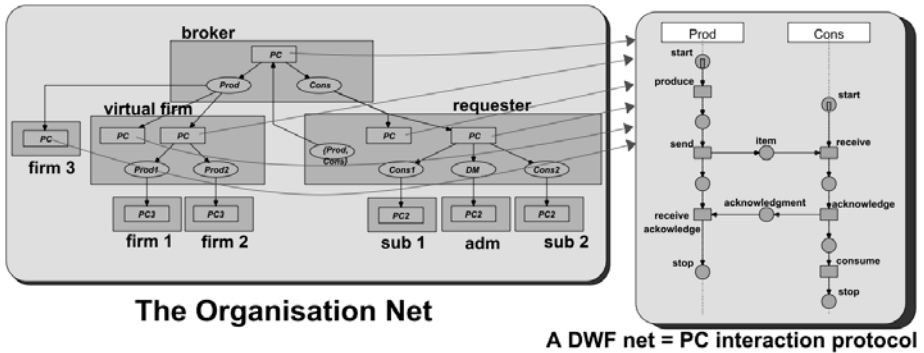 broker
PC
Prod
Cons
virtual firm
requester
PC
PC
PC
PC
PC
(Prod,
Cons)
firm 3
Prod1
Prod2
Cons1
DM
Cons2
PC3
PC3
PC2
PC2
PC2
firm 1
firm 2
sub 1
adm
sub 2
The Organisation Net
Prod
Cons
start
produce
start
send
item
receive
acknowledgment
acknowledge
receive
ackowledge
consume
stop
stop
A DWF net = PC interaction protocol